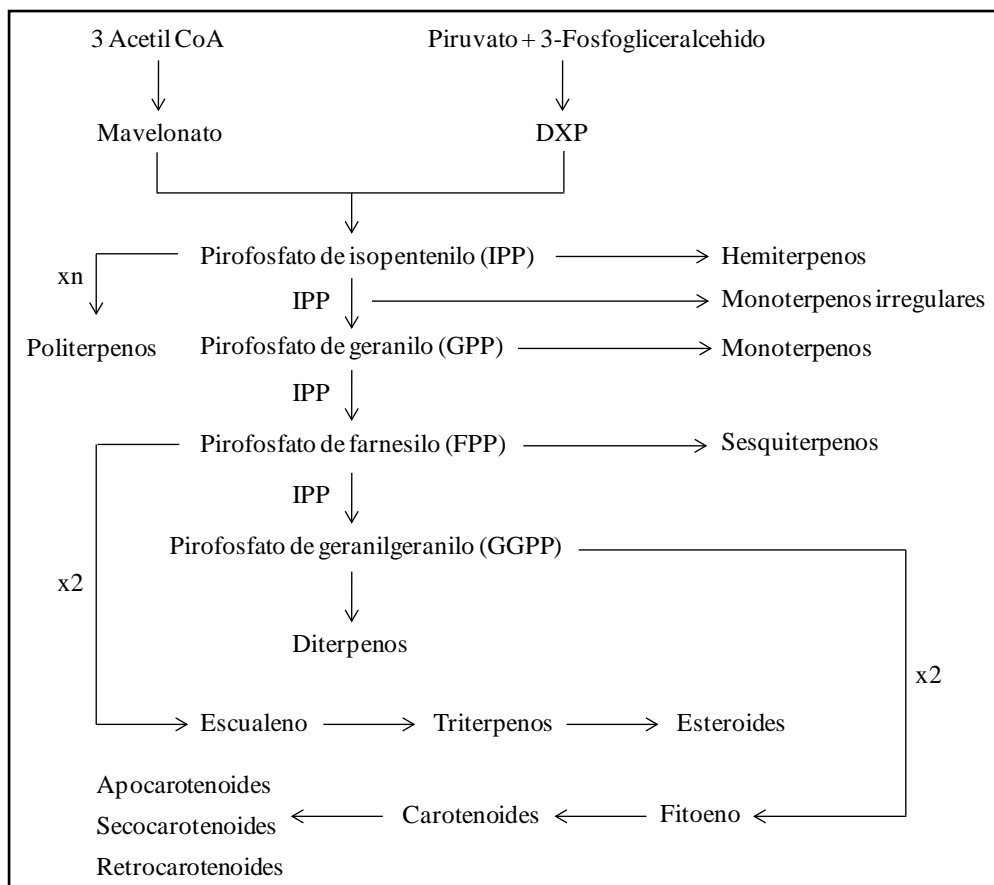 3 Acetil CoA
Piruvato + 3-Fosfogliceralcehido
Mavelonato
DXP
Pirofosfato de isopentenilo (IPP)
Hemiterpenos
xn
IPP
Monoterpenos irregulares
Politerpenos
Pirofosfato de geranilo (GPP)
Monoterpenos
IPP
Pirofosfato de farnesilo (FPP)
Sesquiterpenos
IPP
Pirofosfato de geranilgeranilo (GGPP)
x2
Diterpenos
x2
Escualeno
Triterpenos
Esteroides
Apocarotenoides
Secocarotenoides
Retrocarotenoides
Carotenoides
Fitoeno